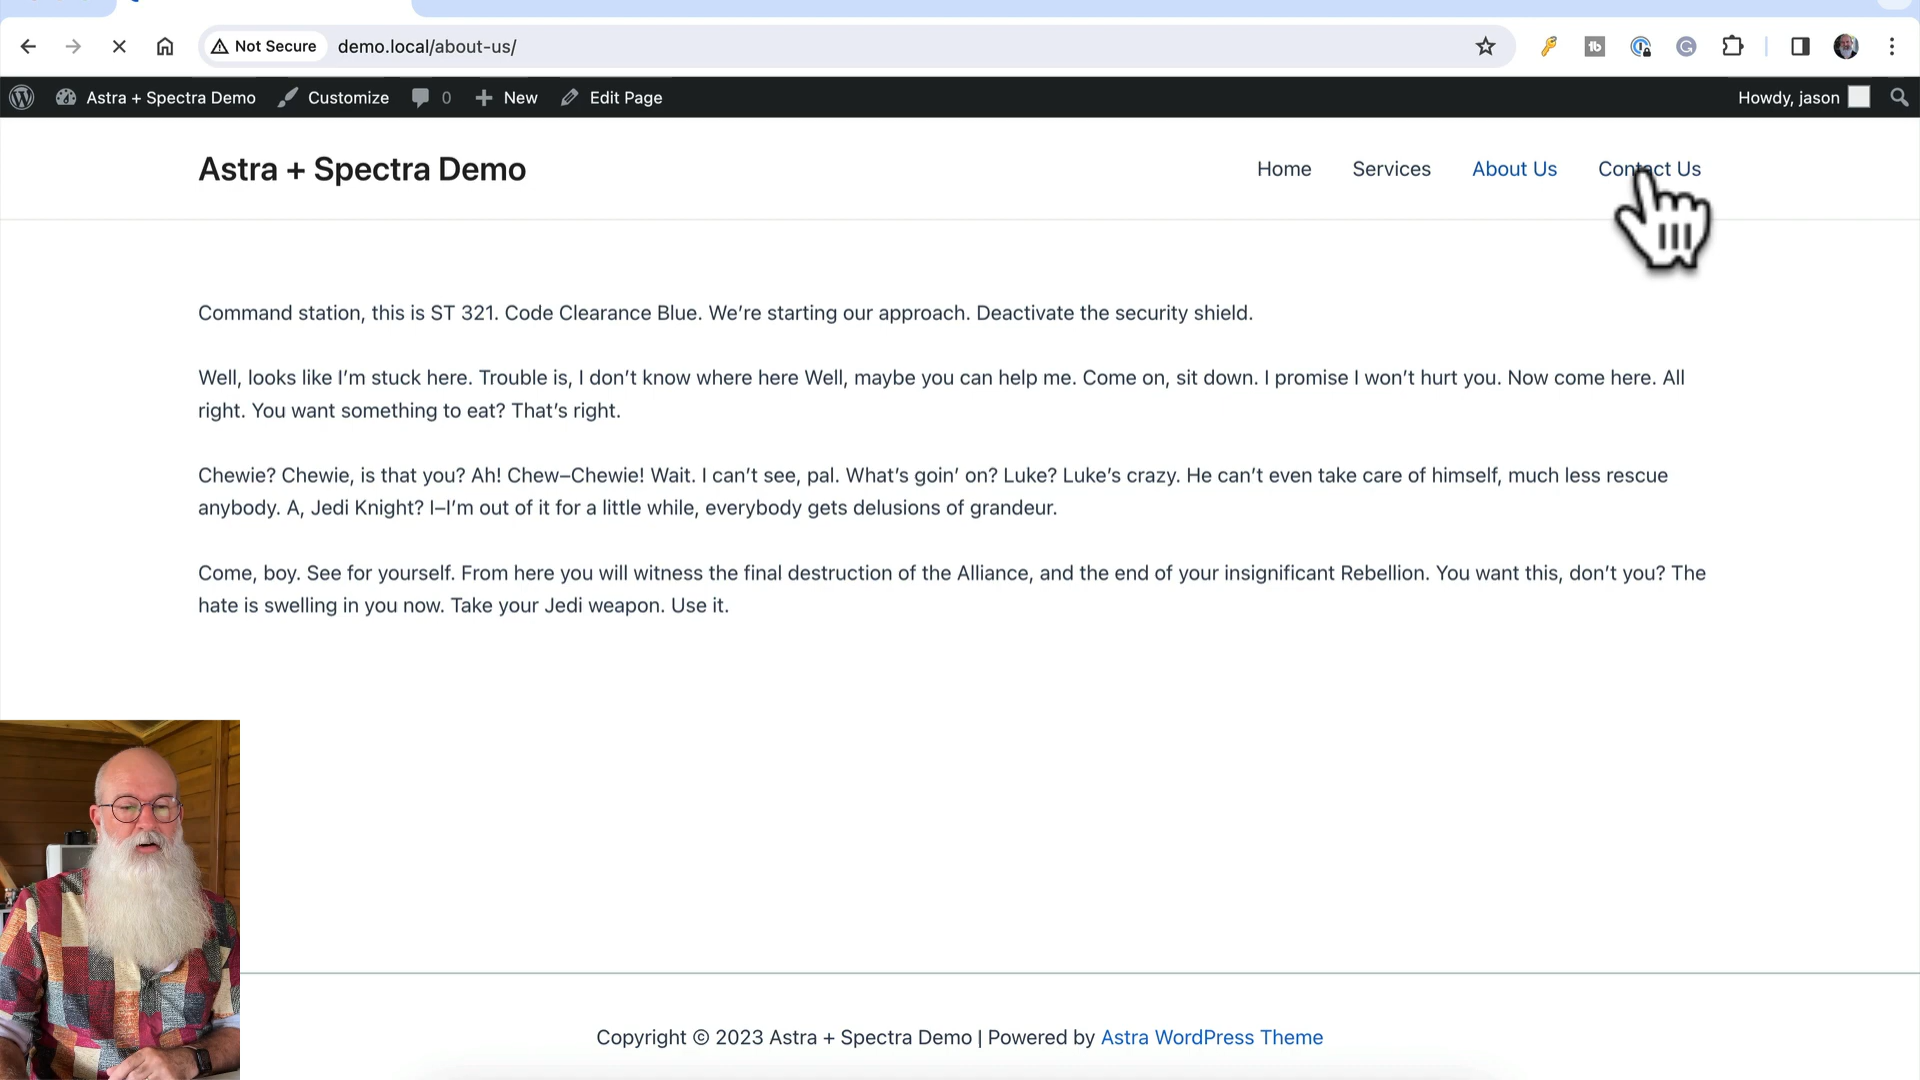 Not Secure
demo.local/about-us/
Astra + Spectra Demo
Customize
0
New
Edit Page
Howdy, jason
Astra + Spectra Demo
Home
Services
About Us
Contact Us
Command station, this is ST 321. Code Clearance Blue. We’re starting our approach. Deactivate the security shield.
Well, looks like I’m stuck here. Trouble is, I don’t know where here Well, maybe you can help me. Come on, sit down. I promise I won’t hurt you. Now come here. All
right. You want something to eat? That’s right.
Chewie? Chewie, is that you? Ah! Chew–Chewie! Wait. I can’t see, pal. What’s goin’ on? Luke? Luke’s crazy. He can’t even take care of himself, much less rescue
anybody. A, Jedi Knight? I–I’m out of it for a little while, everybody gets delusions of grandeur.
Come, boy. See for yourself. From here you will witness the final destruction of the Alliance, and the end of your insignificant Rebellion. You want this, don’t you? The
hate is swelling in you now. Take your Jedi weapon. Use it.
Copyright © 2023 Astra + Spectra Demo | Powered by Astra WordPress Theme